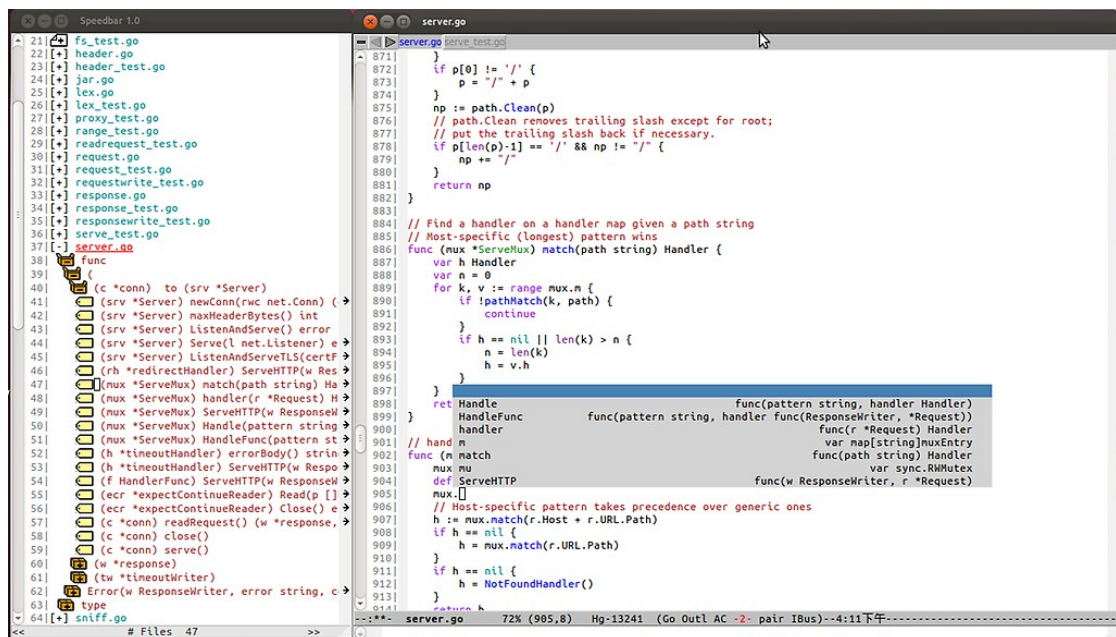 Speedbar 1.0
21|[+] fs_test.go
22|[+] header.go
23|[+] header_test.go
24|[+] jar.go
25|[+] lex.go
26|[+] lex_test.go
27|[+] proxy_test.go
28|[+] range_test.go
29|[+] readrequest_test.go
30|[+] request.go
31|[+] request_test.go
32|[+] requestwrite_test.go
33|[+] response.go
34|[+] response_test.go
35|[+] responsewrite_test.go
36|[+] serve_test.go
37|[-] server.go
38| func
39| (
40| (c *conn) to (srv *Server)
41| (srv *Server) newConn(rwc net.Conn) (
42| (srv *Server) maxHeaderBytes() int
43| (srv *Server) ListenAndServe() error
44| (srv *Server) Serve(l net.Listener) e
45| (srv *Server) ListenAndServeTLS(certF
46| (rh *redirectHandler) ServeHTTP(w Res
47| (mux *ServeMux) match(path string) Ha
48| (mux *ServeMux) handler(r *Request) H
49| (mux *ServeMux) ServeHTTP(w ResponseW
50| (mux *ServeMux) Handle(pattern string
51| (mux *ServeMux) HandleFunc(pattern st
52| (h *timeoutHandler) errorBody() strin
53| (h *timeoutHandler) ServeHTTP(w Respo
54| (f HandlerFunc) ServeHTTP(w ResponseW
55| (ecr *expectContinueReader) Read(p []
56| (ecr *expectContinueReader) Close() e
57| (c *conn) readRequest() (w *response,
58| (c *conn) close()
59| (c *conn) serve()
60| (w *response)
61| (tw *timeoutWriter)
62| Error(w ResponseWriter, error string, c
63| type
64|[+] sniff.go
<< # Files 47 >>
server.go
server.go serve_test.go
871| }
872| if p[0] != '/' {
873| p = "/" + p
874| }
875| np := path.Clean(p)
876| // path.Clean removes trailing slash except for root;
877| // put the trailing slash back if necessary.
878| if p[len(p)-1] == '/' && np != "/" {
879| np += "/"
880| }
881| return np
882| }
883|
884| // Find a handler on a handler map given a path string
885| // Most-specific (longest) pattern wins
886| func (mux *ServeMux) match(path string) Handler {
887| var h Handler
888| var n = 0
889| for k, v := range mux.m {
890| if !pathMatch(k, path) {
891| continue
892| }
893| if h == nil || len(k) > n {
894| n = len(k)
895| h = v.h
896| }
897| }
898| ret Handle func(pattern string, handler Handler)
899| } HandleFunc func(pattern string, handler func(ResponseWriter, *Request))
900| handler func(r *Request) Handler
901| // hand m var map[string]muxEntry
902| func (m match func(path string) Handler
903| mux mu var sync.RWMutex
904| def ServeHTTP func(w ResponseWriter, r *Request)
905| mux.
906| // Host-specific pattern takes precedence over generic ones
907| h := mux.match(r.Host + r.URL.Path)
908| if h == nil {
909| h = mux.match(r.URL.Path)
910| }
911| if h == nil {
912| h = NotFoundHandler()
913| }
914| return h
--:**- server.go 72% (905,8) Hg-13241 (Go Outl AC -2- pair IBus)--4:11下午